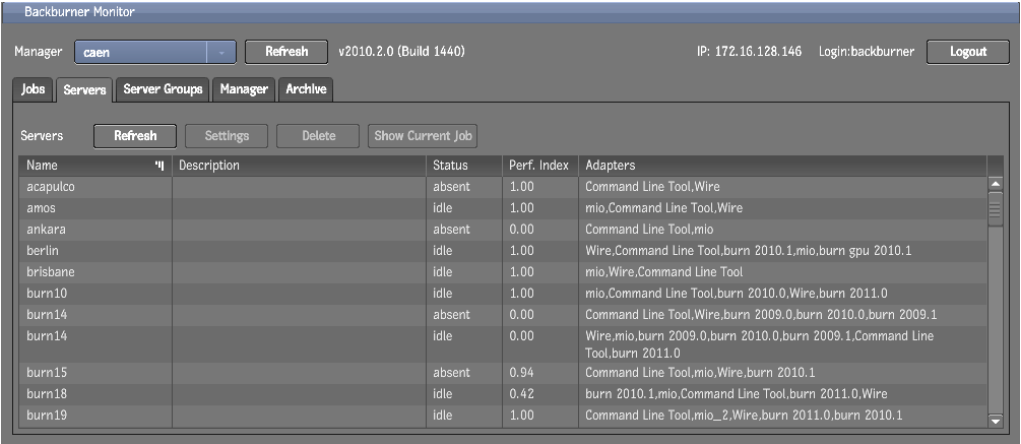 Backburner Monitor
Manager caen Refresh v2010.2.0 (Build 1440) IP: 172.16.128.146 Login:backburner Logout
Jobs Servers Server Groups Manager Archive
Servers Refresh Settings Delete Show Current Job
Name Description Status Perf. Index Adapters
acapulco absent 1.00 Command Line Tool,Wire
amos idle 1.00 mio,Command Line Tool,Wire
ankara absent 0.00 Command Line Tool,mio
berlin idle 1.00 Wire,Command Line Tool,burn 2010.1,mio,burn gpu 2010.1
brisbane idle 1.00 mio,Wire,Command Line Tool
burn10 idle 1.00 mio,Command Line Tool,burn 2010.0,Wire,burn 2011.0
burn14 absent 0.00 Command Line Tool,Wire,burn 2009.0,burn 2010.0,burn 2009.1
burn14 idle 0.00 Wire,mio,burn 2009.0,burn 2010.0,burn 2009.1,Command Line
Tool,burn 2011.0
burn15 absent 0.94 Command Line Tool,mio,Wire,burn 2010.1
burn18 idle 0.42 burn 2010.1,mio,Command Line Tool,burn 2011.0,Wire
burn19 idle 1.00 Command Line Tool,mio_2,Wire,burn 2011.0,burn 2010.1